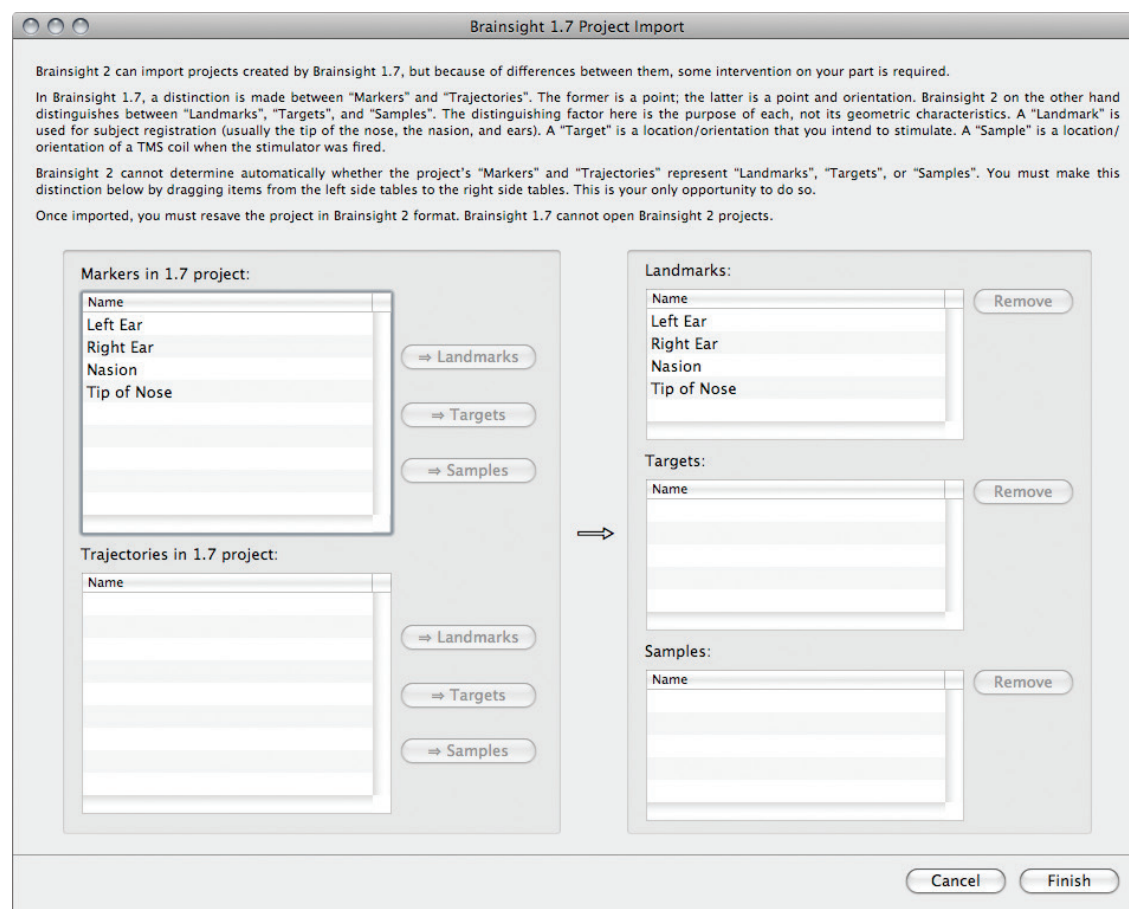 Brainsight 1.7 Project Import
Brainsight 2 can import projects created by Brainsight 1.7, but because of differences between them, some intervention on your part is required.
In Brainsight 1.7, a distinction is made between “Markers” and “Trajectories”. The former is a point; the latter is a point and orientation. Brainsight 2 on the other hand
distinguishes between “Landmarks”, “Targets”, and “Samples”. The distinguishing factor here is the purpose of each, not its geometric characteristics. A “Landmark” is
used for subject registration (usually the tip of the nose, the nasion, and ears). A “Target” is a location/orientation that you intend to stimulate. A “Sample” is a location/
orientation of a TMS coil when the stimulator was fired.
Brainsight 2 cannot determine automatically whether the project’s “Markers” and “Trajectories” represent “Landmarks”, “Targets”, or “Samples”. You must make this
distinction below by dragging items from the left side tables to the right side tables. This is your only opportunity to do so.
Once imported, you must resave the project in Brainsight 2 format. Brainsight 1.7 cannot open Brainsight 2 projects.
Markers in 1.7 project:
Name
Left Ear
Right Ear
Nasion
Tip of Nose
⇒ Landmarks
⇒ Targets
⇒ Samples
Trajectories in 1.7 project:
Name
⇒ Landmarks
⇒ Targets
⇒ Samples
Landmarks:
Name
Left Ear
Right Ear
Nasion
Tip of Nose
Remove
Targets:
Name
Remove
Samples:
Name
Remove
Cancel
Finish